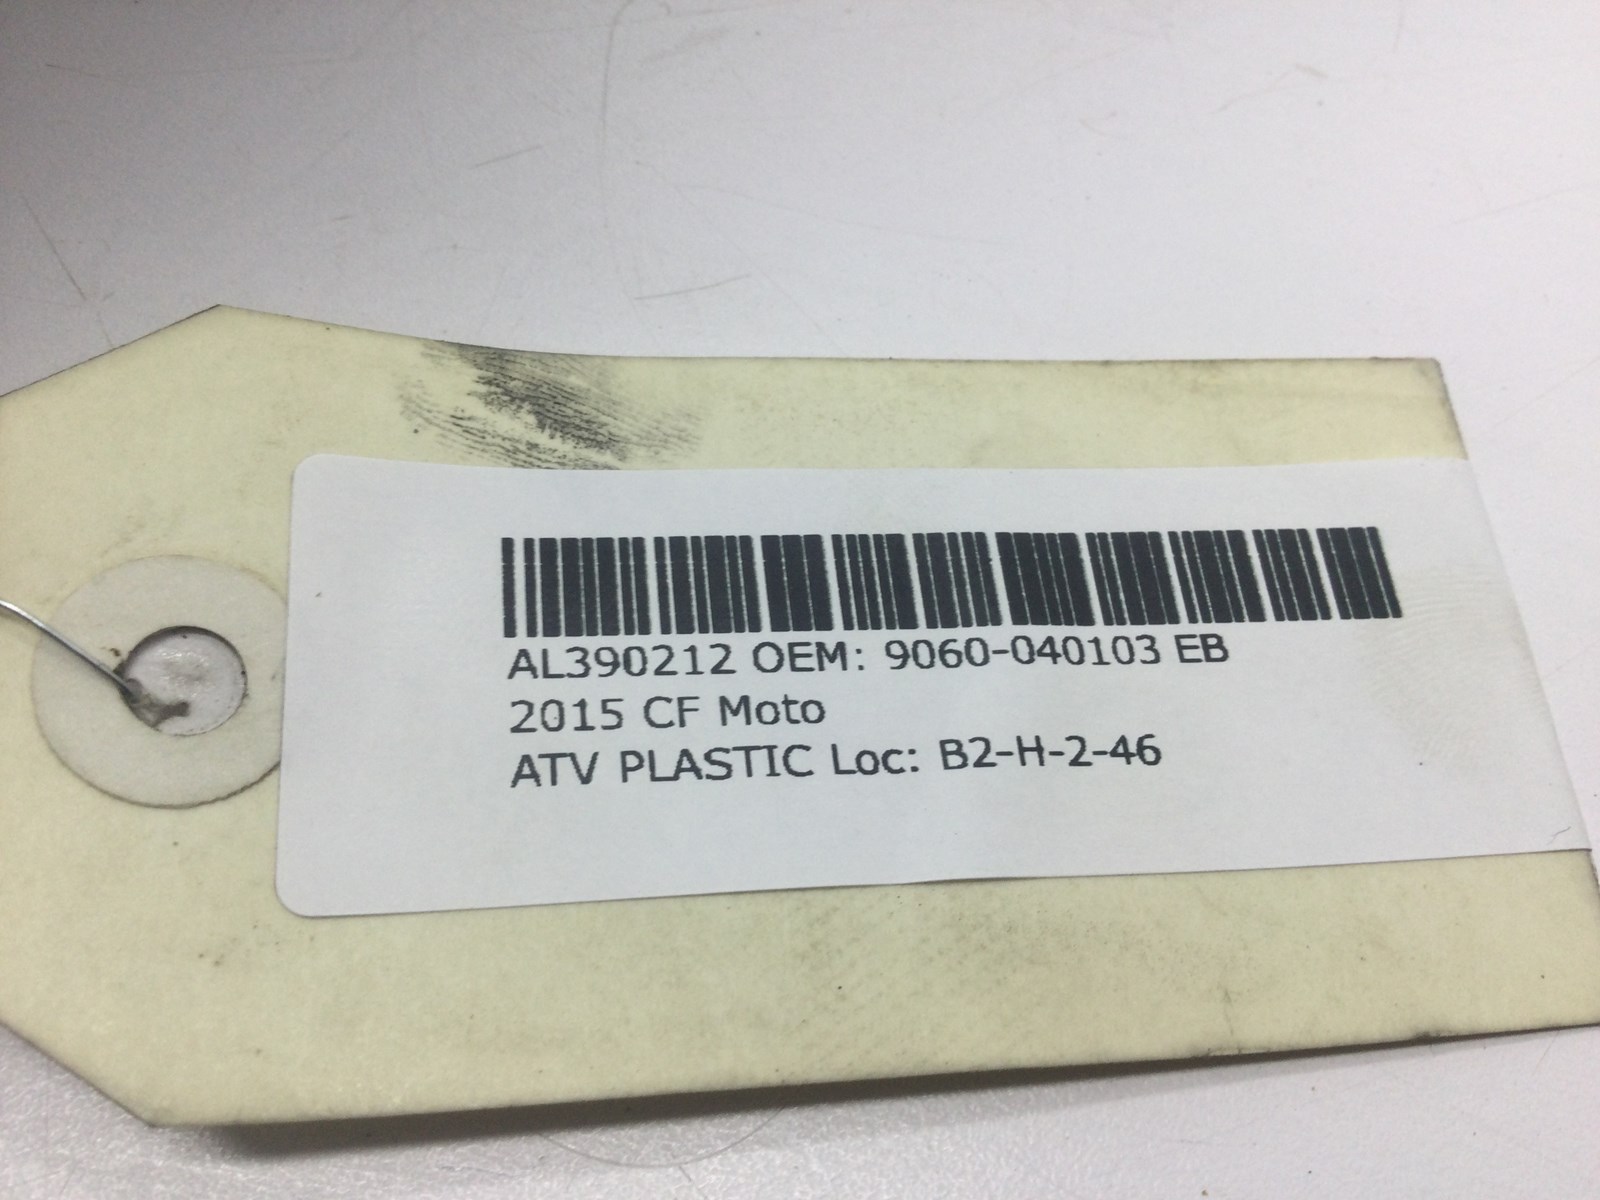 AL390212 OEM: 9060-040103 EB
2015 CF Moto
ATV PLASTIC Loc: B2-H-2-46